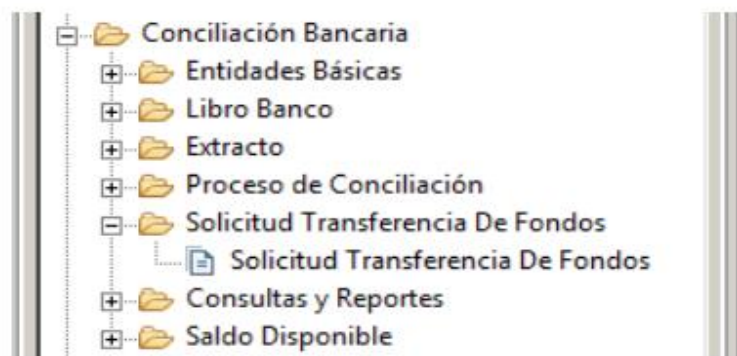 Conciliación Bancaria
Entidades Básicas
Libro Banco
Extracto
Proceso de Conciliación
Solicitud Transferencia De Fondos
Solicitud Transferencia De Fondos
Consultas y Reportes
Saldo Disponible